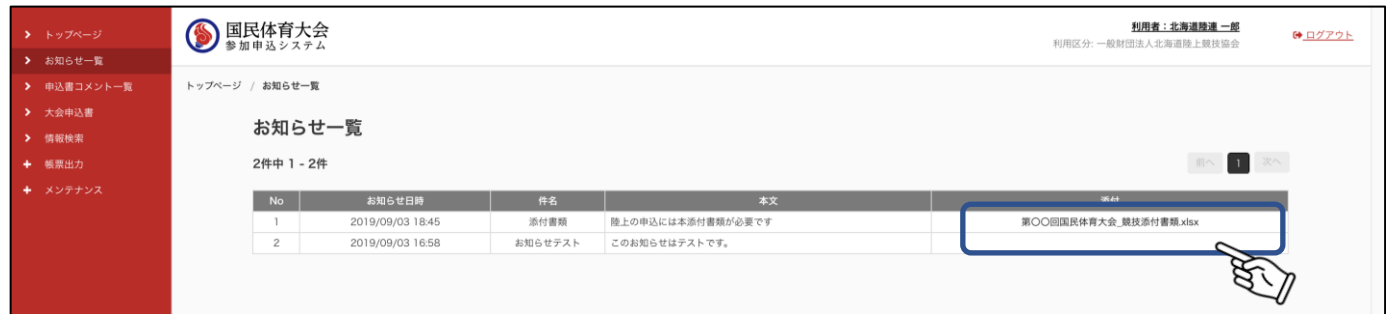 トップページ
お知らせ一覧
申込書コメント一覧
大会申込書
情報検索
帳票出力
メンテナンス
国民体育大会
参加申込システム
利用者：北海道陸連 一郎
利用区分: 一般財団法人北海道陸上競技協会
ログアウト
トップページ / お知らせ一覧
お知らせ一覧
2件中 1 - 2件
前へ 1 次へ
No お知らせ日時 件名 本文 添付
1 2019/09/03 18:45 添付書類 陸上の申込には本添付書類が必要です 第〇〇回国民体育大会_競技添付書類.xlsx
2 2019/09/03 16:58 お知らせテスト このお知らせはテストです。